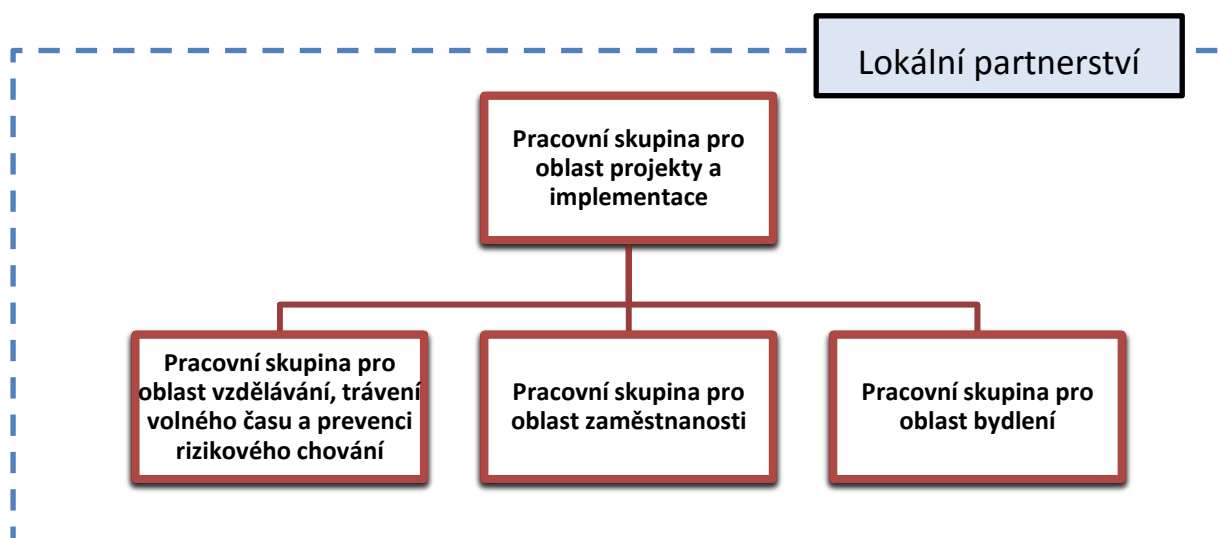 Lokální partnerství
Pracovní skupina pro
oblast projekty a
implementace
Pracovní skupina pro
oblast vzdělávání, trávení
volného času a prevenci
rizikového chování
Pracovní skupina pro
oblast zaměstnanosti
Pracovní skupina pro
oblast bydlení